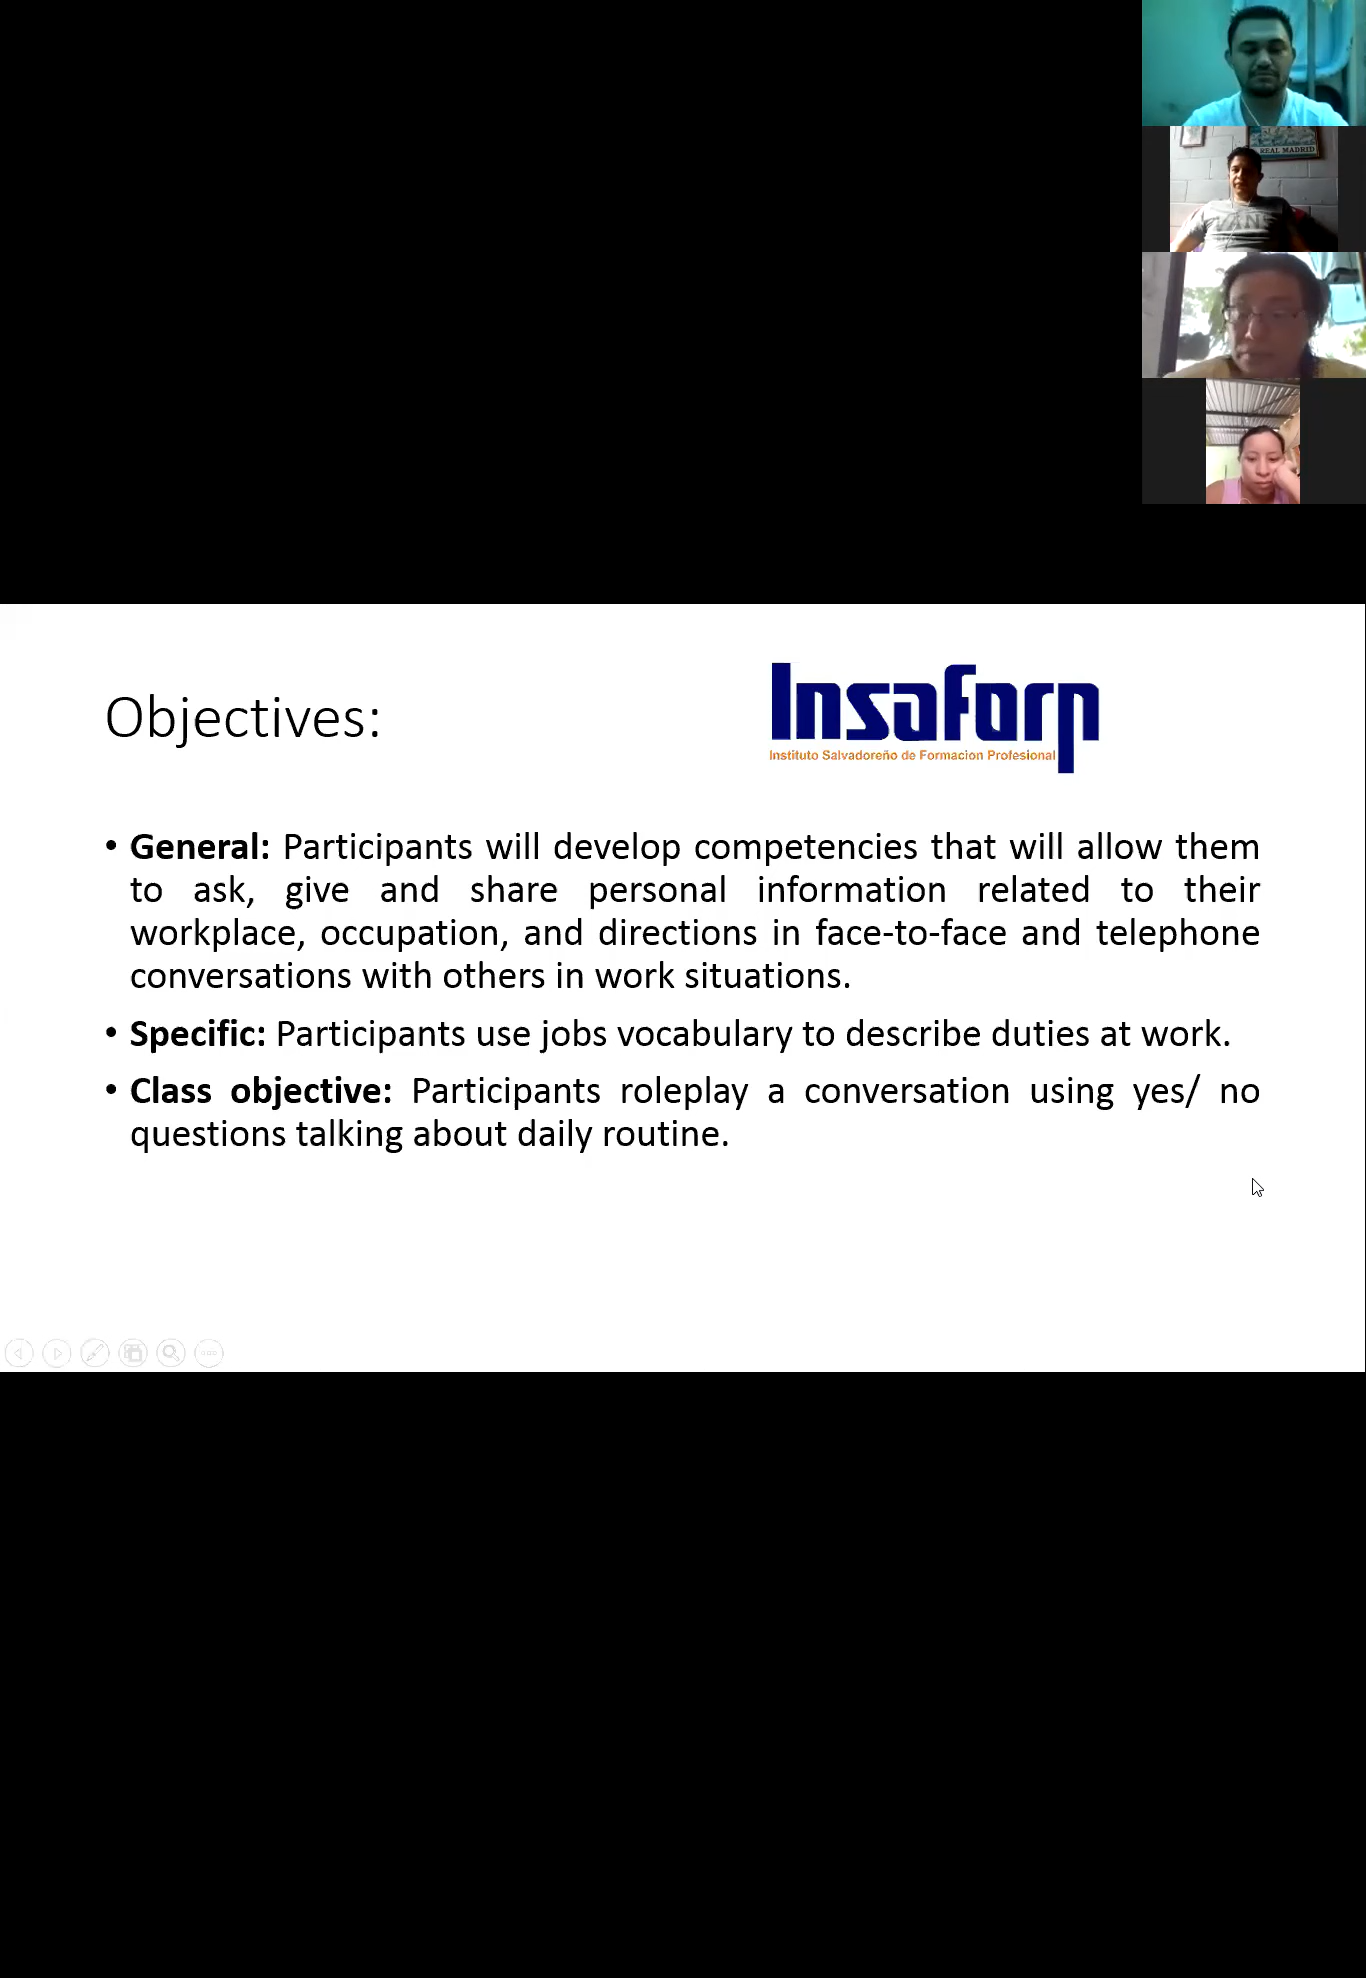 REAL MADRID
VANS
Objectives:
Insaforp
Instituto Salvadoreño de Formacion Profesional
• General: Participants will develop competencies that will allow them
to ask, give and share personal information related to their
workplace, occupation, and directions in face-to-face and telephone
conversations with others in work situations.
• Specific: Participants use jobs vocabulary to describe duties at work.
• Class objective: Participants roleplay a conversation using yes/ no
questions talking about daily routine.